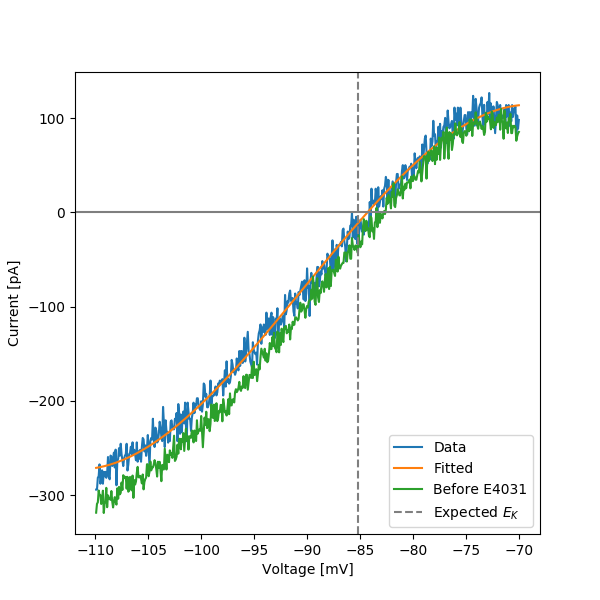 100
0
−100
−200
−300
Current [pA]
Data
Fitted
Before E4031
Expected E_K
−110 −105 −100 −95 −90 −85 −80 −75 −70
Voltage [mV]